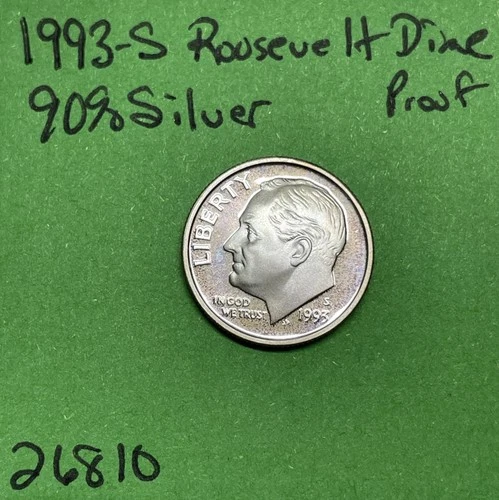 1993-S Roosevelt Dime
90% Silver Proof
LIBERTY
IN GOD
WE TRUST
S
1993
26810